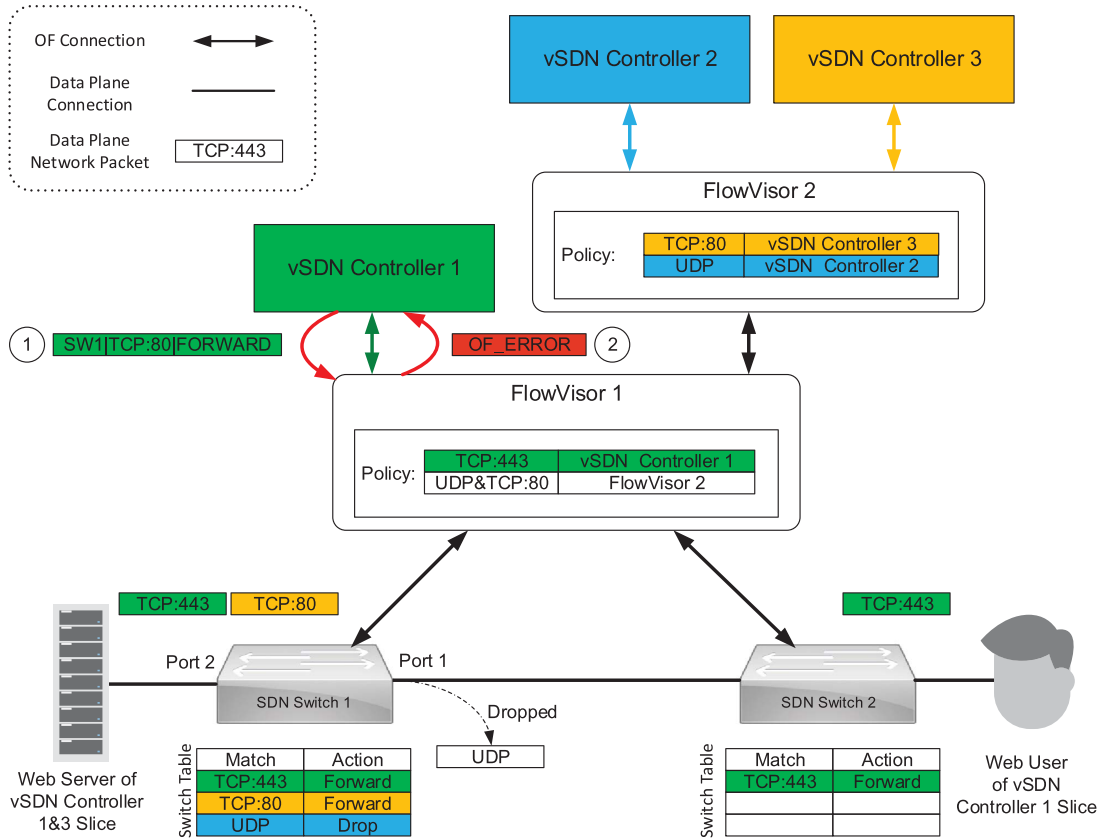 OF Connection
Data Plane
Connection
Data Plane
Network Packet
TCP:443
vSDN Controller 2
vSDN Controller 3
FlowVisor 2
Policy:
TCP:80 vSDN Controller 3
UDP vSDN Controller 2
vSDN Controller 1
1 SW1|TCP:80|FORWARD
OF_ERROR 2
FlowVisor 1
Policy:
TCP:443 vSDN Controller 1
UDP&TCP:80 FlowVisor 2
TCP:443 TCP:80
TCP:443
Port 2
Port 1
SDN Switch 1
SDN Switch 2
Dropped
UDP
Web Server of
vSDN Controller
1&3 Slice
Switch Table
Match Action
TCP:443 Forward
TCP:80 Forward
UDP Drop
Switch Table
Match Action
TCP:443 Forward
Web User
of vSDN
Controller 1 Slice